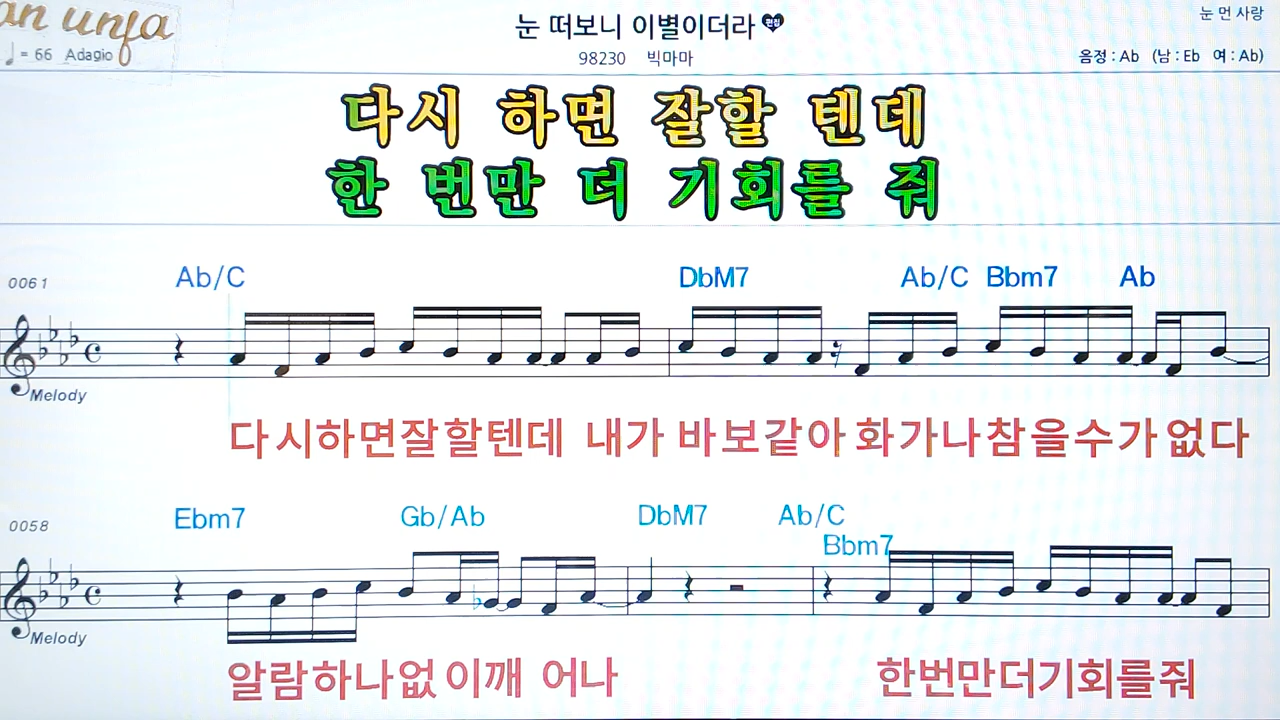 an unfa
눈 떠보니 이별이더라 편집
눈 먼 사랑
♩ = 66 Adagio
98230 빅마마
음정 : Ab (남 : Eb 여 : Ab)
다시 하면 잘할 텐데
한 번만 더 기회를 줘
0061 Ab/C DbM7 Ab/C Bbm7 Ab
Melody
다시하면잘할텐데 내가 바보같아 화가나참을수가없다
0058 Ebm7 Gb/Ab DbM7 Ab/C
Bbm7
Melody
알람하나없이깨 어나 한번만더기회를줘